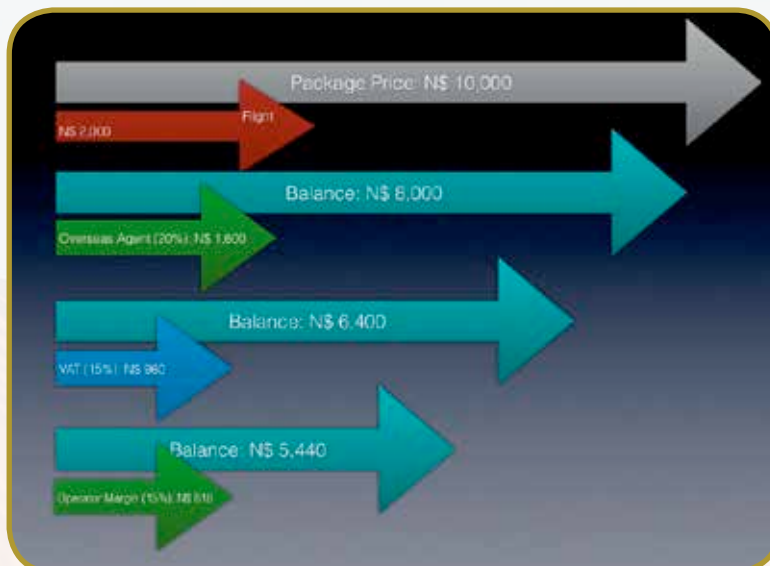 Package Price: N$ 10,000
Flight
N$ 2,000
Balance: N$ 8,000
Overseas Agent (20%): N$ 1,600
Balance: N$ 6,400
VAT (15%): N$ 960
Balance: N$ 5,440
Operator Margin (15%): N$ 816